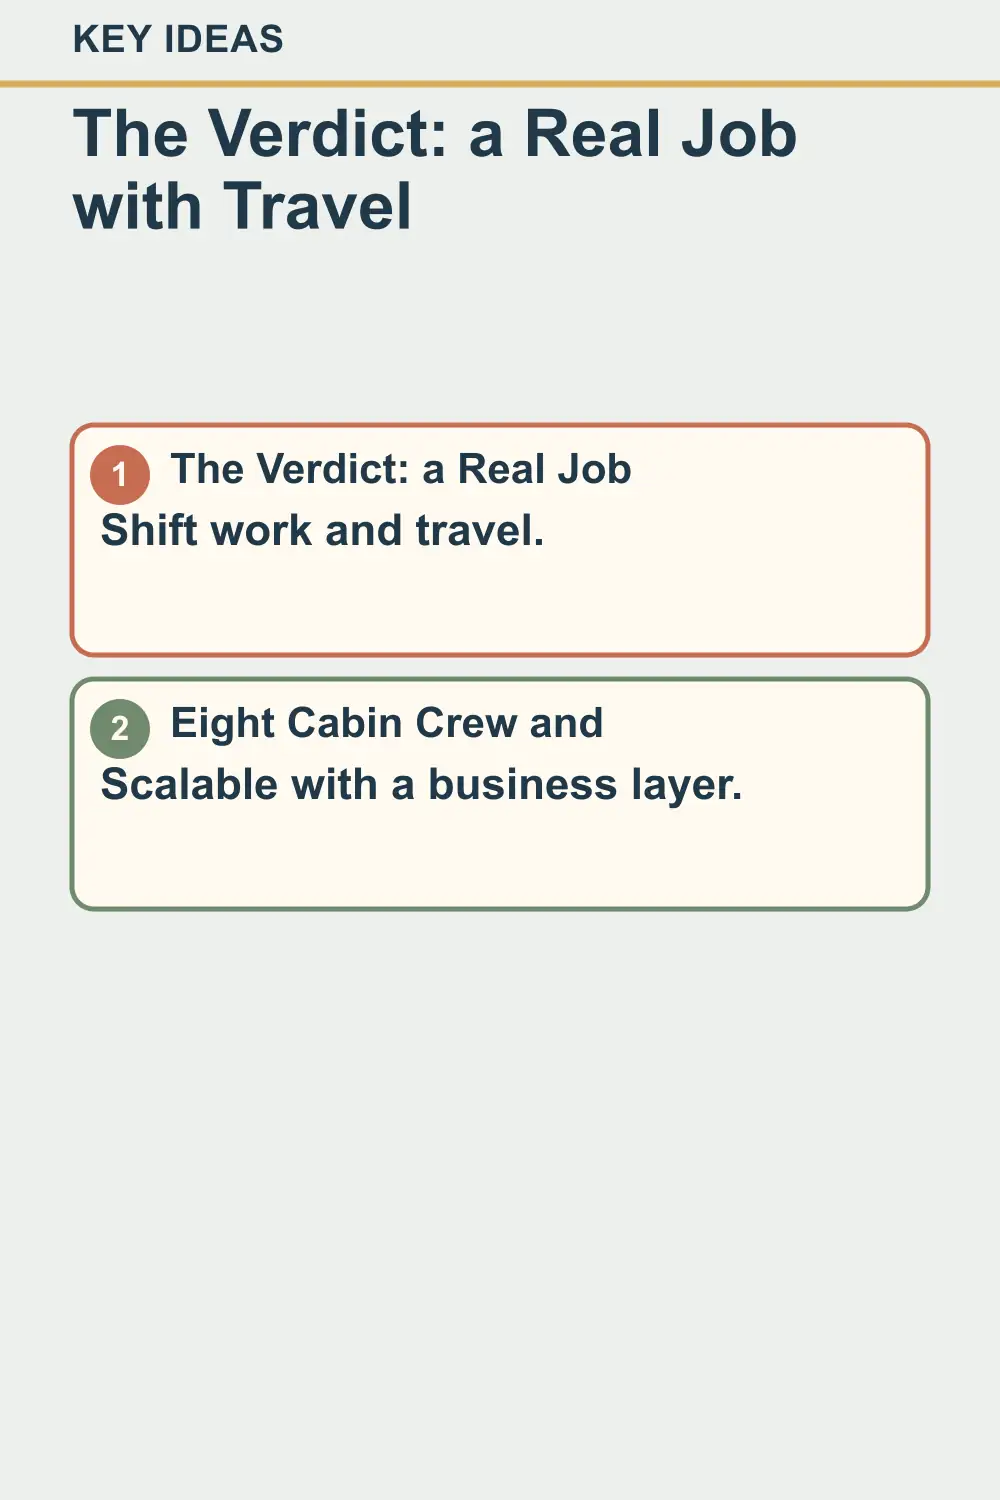 KEY IDEAS
The Verdict: a Real Job
with Travel
1 The Verdict: a Real Job
Shift work and travel.
2 Eight Cabin Crew and
Scalable with a business layer.